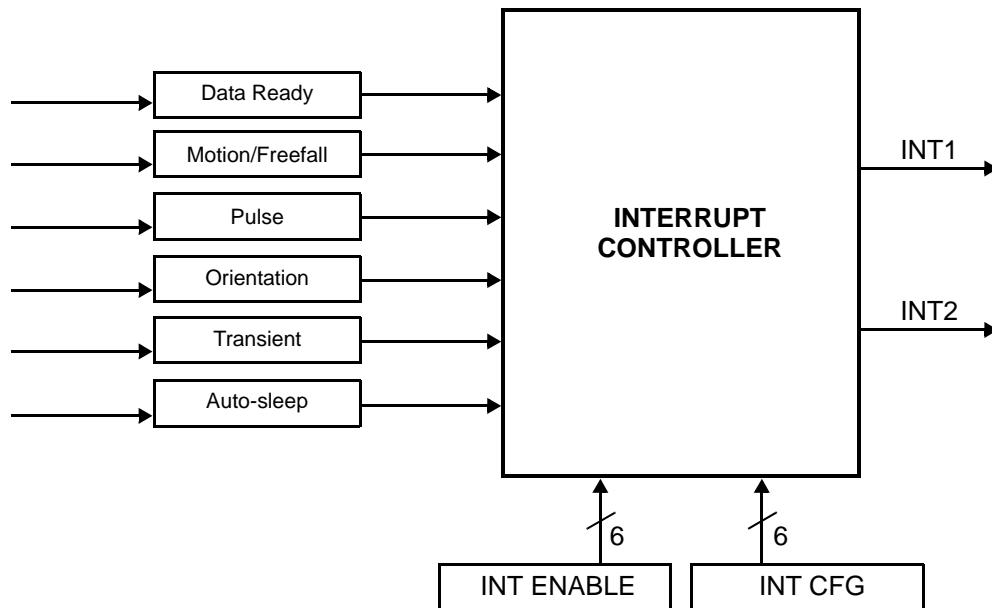 Data Ready
Motion/Freefall
Pulse
Orientation
Transient
Auto-sleep
INTERRUPT
CONTROLLER
INT1
INT2
6
6
INT ENABLE
INT CFG